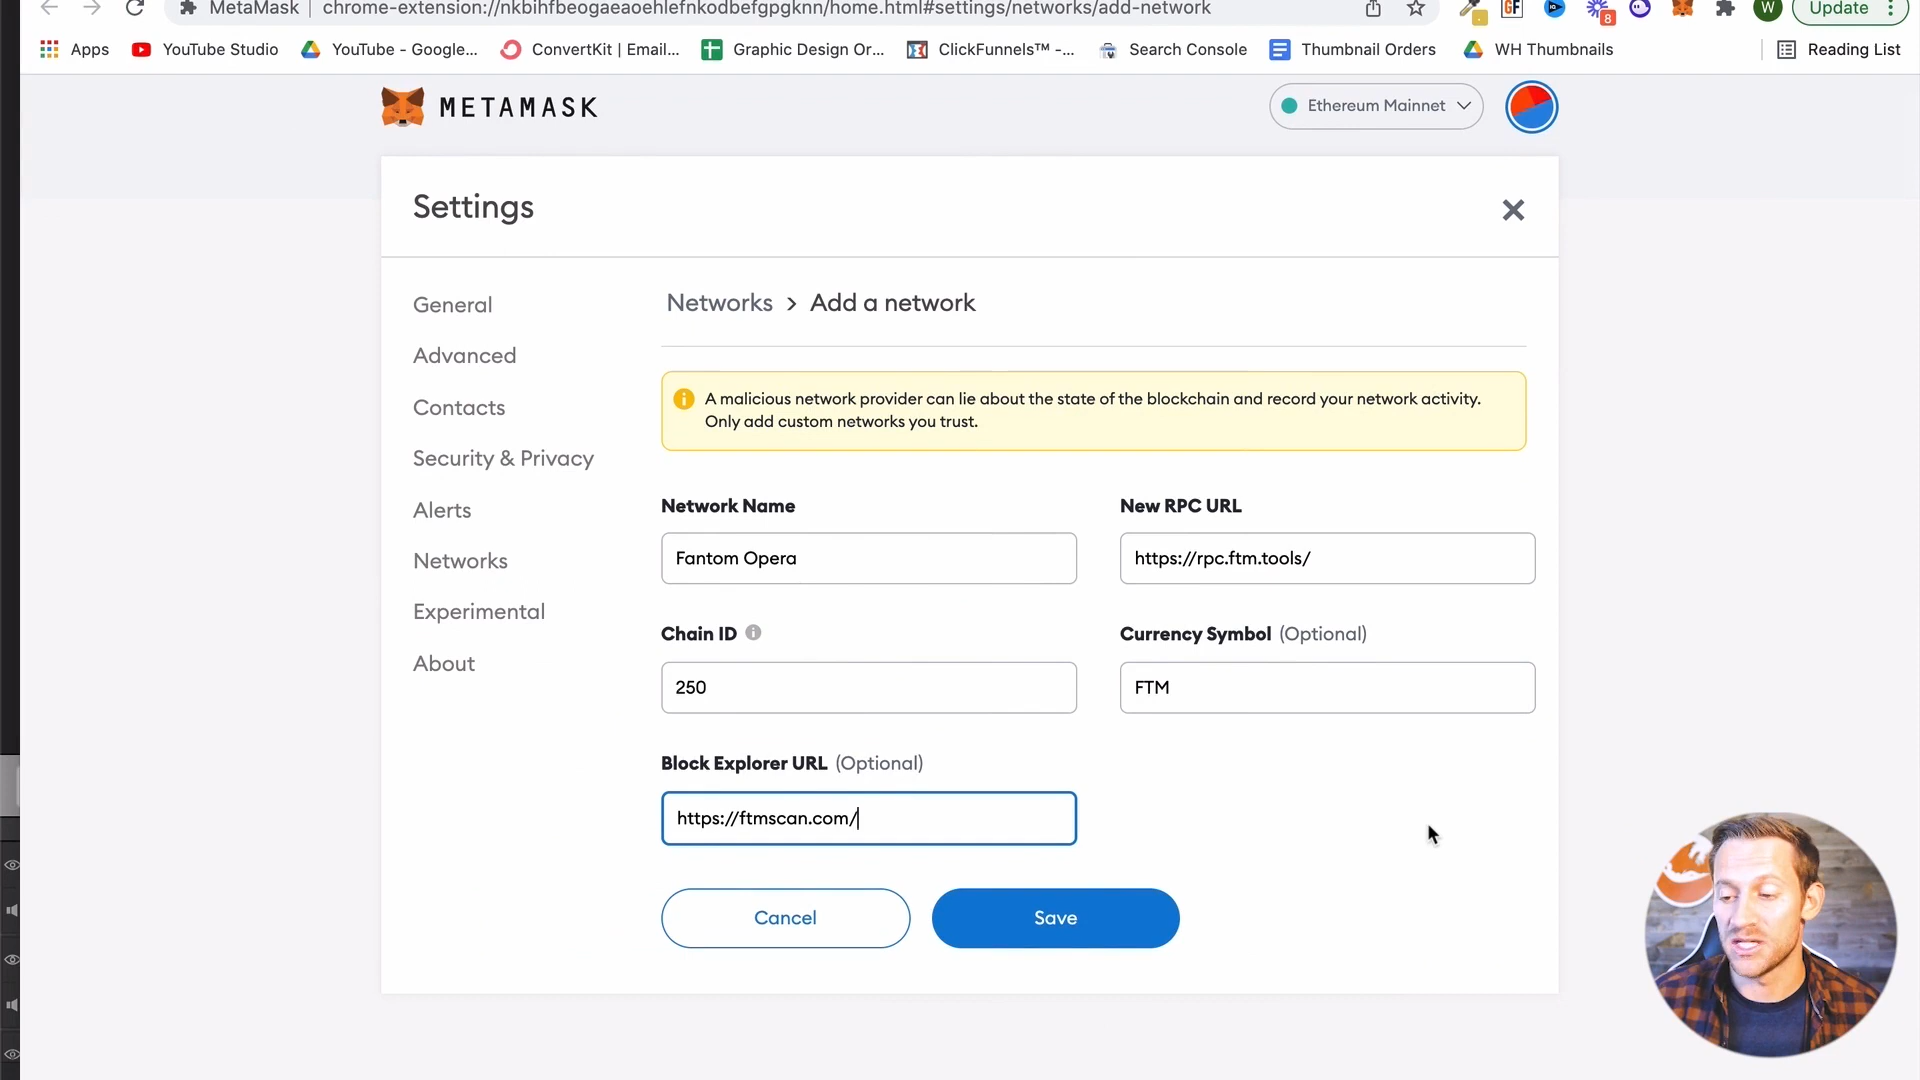 MetaMask | chrome-extension://nkbihfbeogaeaoehlefnkodbefgpgknn/home.html#settings/networks/add-network
GF
8
W
Update
Apps
YouTube Studio
YouTube - Google...
ConvertKit | Email...
Graphic Design Or...
ClickFunnels™ -...
Search Console
Thumbnail Orders
WH Thumbnails
Reading List
METAMASK
Ethereum Mainnet
Settings
General
Advanced
Contacts
Security & Privacy
Alerts
Networks
Experimental
About
Networks > Add a network
A malicious network provider can lie about the state of the blockchain and record your network activity.
Only add custom networks you trust.
Network Name
New RPC URL
Fantom Opera
https://rpc.ftm.tools/
Chain ID
Currency Symbol (Optional)
250
FTM
Block Explorer URL (Optional)
https://ftmscan.com/
Cancel
Save